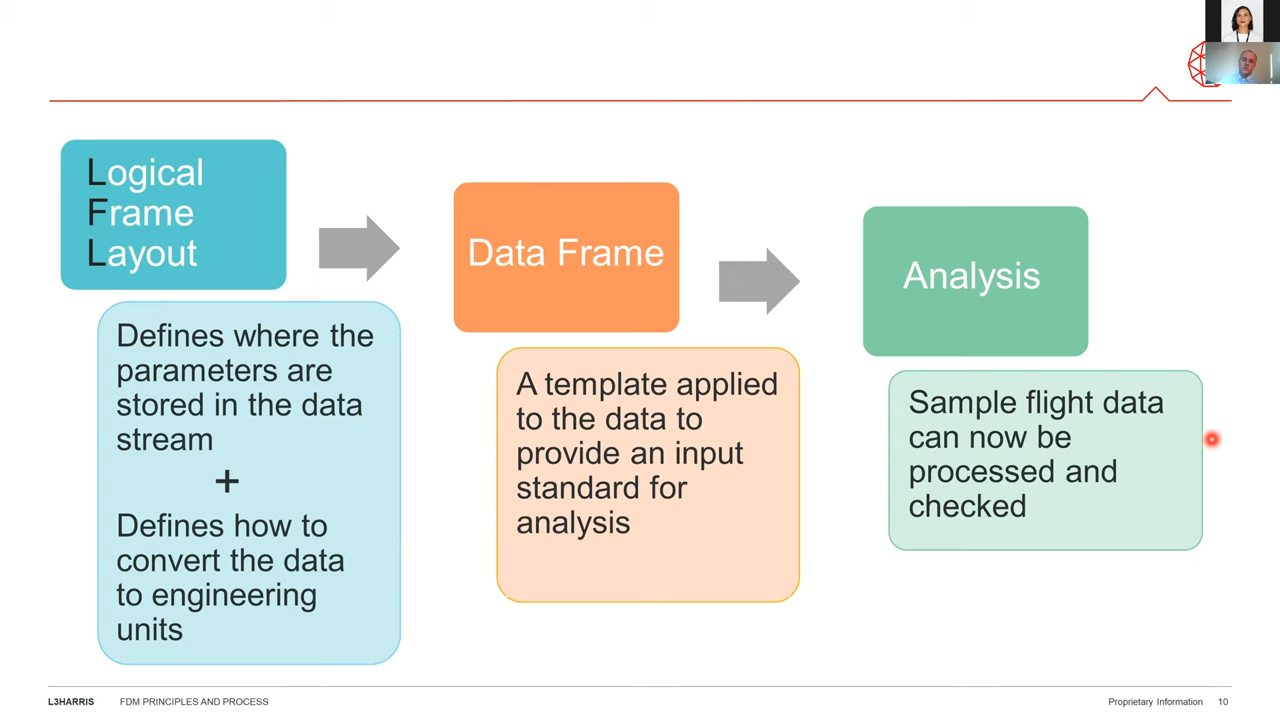 Logical
Frame
Layout
Data Frame
Analysis
Defines where the
parameters are
stored in the data
stream
+
Defines how to
convert the data
to engineering
units
A template applied
to the data to
provide an input
standard for
analysis
Sample flight data
can now be
processed and
checked
L3HARRIS FDM PRINCIPLES AND PROCESS Proprietary Information 10